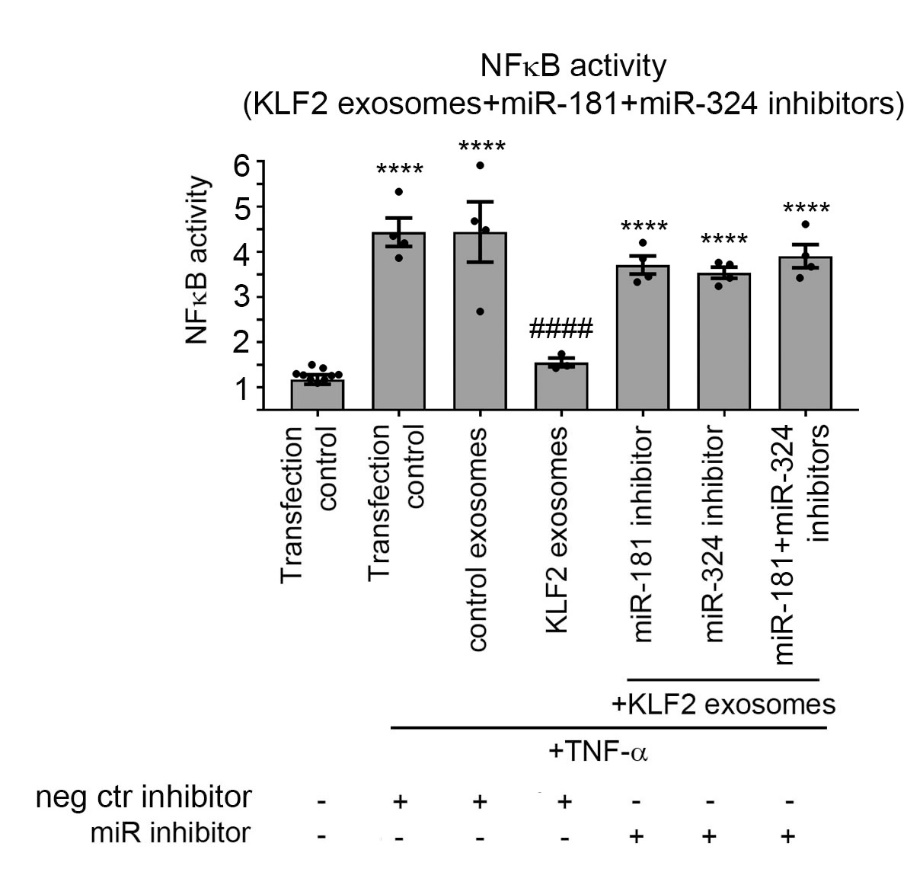 NFκB activity
(KLF2 exosomes+miR-181+miR-324 inhibitors)
****
****
6
5
4
3
2
1
NFκB activity
####
****
****
****
Transfection
control
Transfection
control
control exosomes
KLF2 exosomes
miR-181 inhibitor
miR-324 inhibitor
miR-181+miR-324
inhibitors
+KLF2 exosomes
+TNF-α
neg ctr inhibitor - + + + - - -
miR inhibitor - - - - + + +